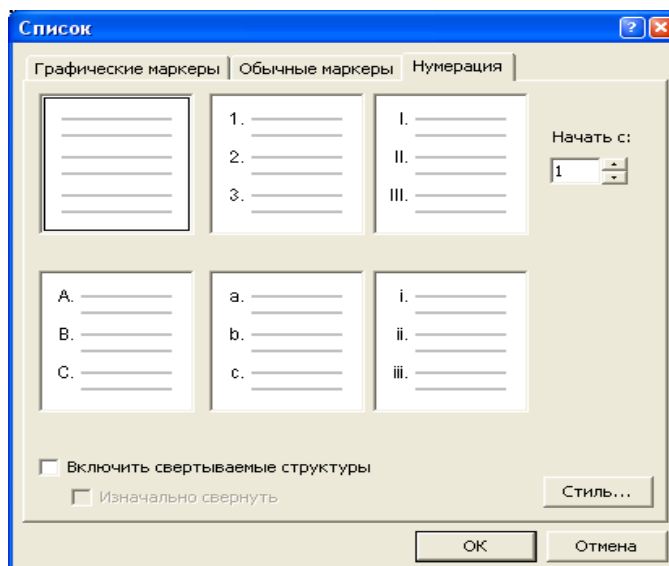 Список
Графические маркеры Обычные маркеры Нумерация
1.
2.
3.
I.
II.
III.
Начать с:
1
A.
B.
C.
a.
b.
c.
i.
ii.
iii.
Включить свертываемые структуры
Изначально свернуть
Стиль...
ОК Отмена